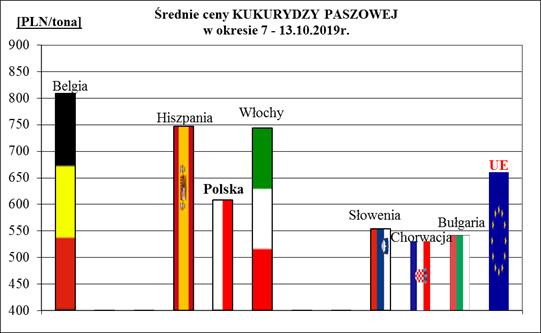 Średnie ceny KUKURYDZY PASZOWEJ
w okresie 7 - 13.10.2019r.
[PLN/tona]
900
850
800
750
700
650
600
550
500
450
400
Belgia
Hiszpania
Polska
Włochy
Słowenia
Chorwacja
Bułgaria
UE